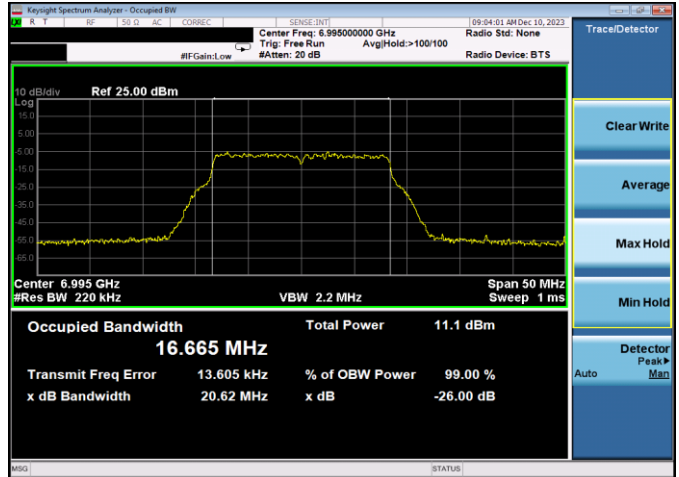 Keysight Spectrum Analyzer - Occupied BW
R T RF 50 Ω AC CORREC SENSE:INT 09:04:01 AM Dec 10, 2023
Center Freq: 6.995000000 GHz Radio Std: None
Trig: Free Run Avg|Hold:>100/100
#IFGain:Low #Atten: 20 dB Radio Device: BTS
Trace/Detector
10 dB/div Ref 25.00 dBm
Log
15.0
5.00
-5.00
-15.0
-25.0
-35.0
-45.0
-55.0
-65.0
Center 6.995 GHz Span 50 MHz
#Res BW 220 kHz VBW 2.2 MHz Sweep 1 ms
Occupied Bandwidth Total Power 11.1 dBm
16.665 MHz
Transmit Freq Error 13.605 kHz % of OBW Power 99.00 %
x dB Bandwidth 20.62 MHz x dB -26.00 dB
Clear Write
Average
Max Hold
Min Hold
Detector
Peak▶
Auto Man
MSG STATUS